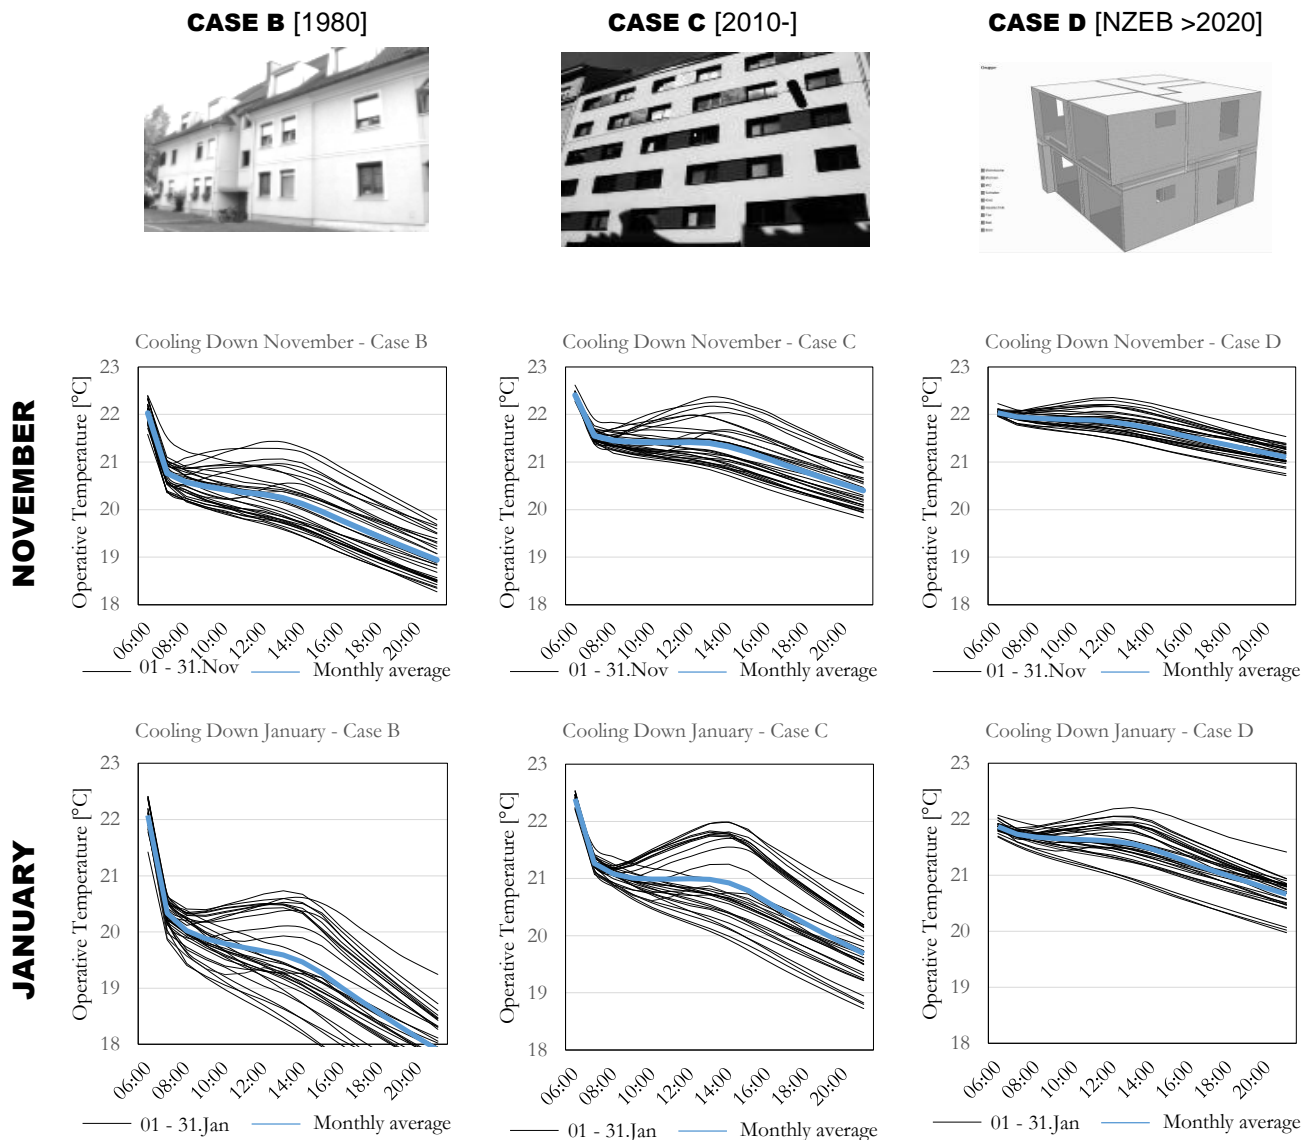 CASE B [1980]
CASE C [2010-]
CASE D [NZEB >2020]
NOVEMBER
Cooling Down November - Case B
Operative Temperature [°C]
23
22
21
20
19
18
06:00
08:00
10:00
12:00
14:00
16:00
18:00
20:00
01 - 31.Nov
Monthly average
Cooling Down November - Case C
Operative Temperature [°C]
23
22
21
20
19
18
06:00
08:00
10:00
12:00
14:00
16:00
18:00
20:00
01 - 31.Nov
Monthly average
Cooling Down November - Case D
Operative Temperature [°C]
23
22
21
20
19
18
06:00
08:00
10:00
12:00
14:00
16:00
18:00
20:00
01 - 31.Nov
Monthly average
JANUARY
Cooling Down January - Case B
Operative Temperature [°C]
23
22
21
20
19
18
06:00
08:00
10:00
12:00
14:00
16:00
18:00
20:00
01 - 31.Jan
Monthly average
Cooling Down January - Case C
Operative Temperature [°C]
23
22
21
20
19
18
06:00
08:00
10:00
12:00
14:00
16:00
18:00
20:00
01 - 31.Jan
Monthly average
Cooling Down January - Case D
Operative Temperature [°C]
23
22
21
20
19
18
06:00
08:00
10:00
12:00
14:00
16:00
18:00
20:00
01 - 31.Jan
Monthly average